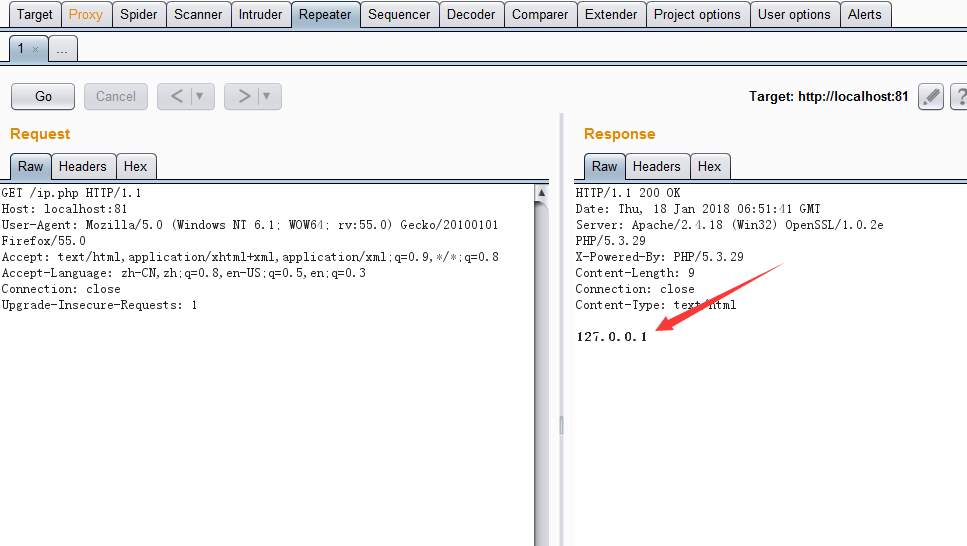 Target Proxy Spider Scanner Intruder Repeater Sequencer Decoder Comparer Extender Project options User options Alerts
1 × ...
Go Cancel < ▼ > ▼ Target: http://localhost:81 ?
Request
Raw Headers Hex
GET /ip.php HTTP/1.1
Host: localhost:81
User-Agent: Mozilla/5.0 (Windows NT 6.1; WOW64; rv:55.0) Gecko/20100101
Firefox/55.0
Accept: text/html,application/xhtml+xml,application/xml;q=0.9,*/*;q=0.8
Accept-Language: zh-CN,zh;q=0.8,en-US;q=0.5,en;q=0.3
Connection: close
Upgrade-Insecure-Requests: 1
Response
Raw Headers Hex
HTTP/1.1 200 OK
Date: Thu, 18 Jan 2018 06:51:41 GMT
Server: Apache/2.4.18 (Win32) OpenSSL/1.0.2e
PHP/5.3.29
X-Powered-By: PHP/5.3.29
Content-Length: 9
Connection: close
Content-Type: text/html
127.0.0.1